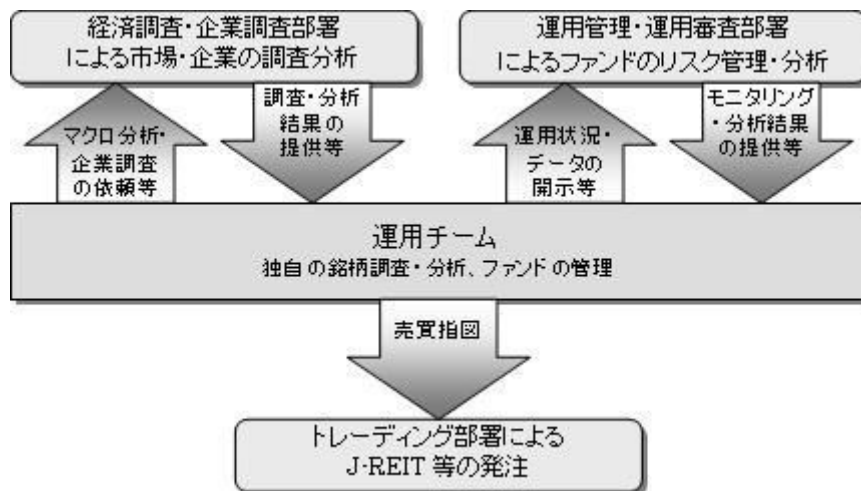 経済調査・企業調査部署
による市場・企業の調査分析
運用管理・運用審査部署
によるファンドのリスク管理・分析
マクロ分析・
企業調査
の依頼等
調査・分析
結果の
提供等
運用状況・
データの
開示等
モニタリング
・分析結果
の提供等
運用チーム
独自の銘柄調査・分析、ファンドの管理
売買指図
トレーディング部署による
J-REIT 等の発注